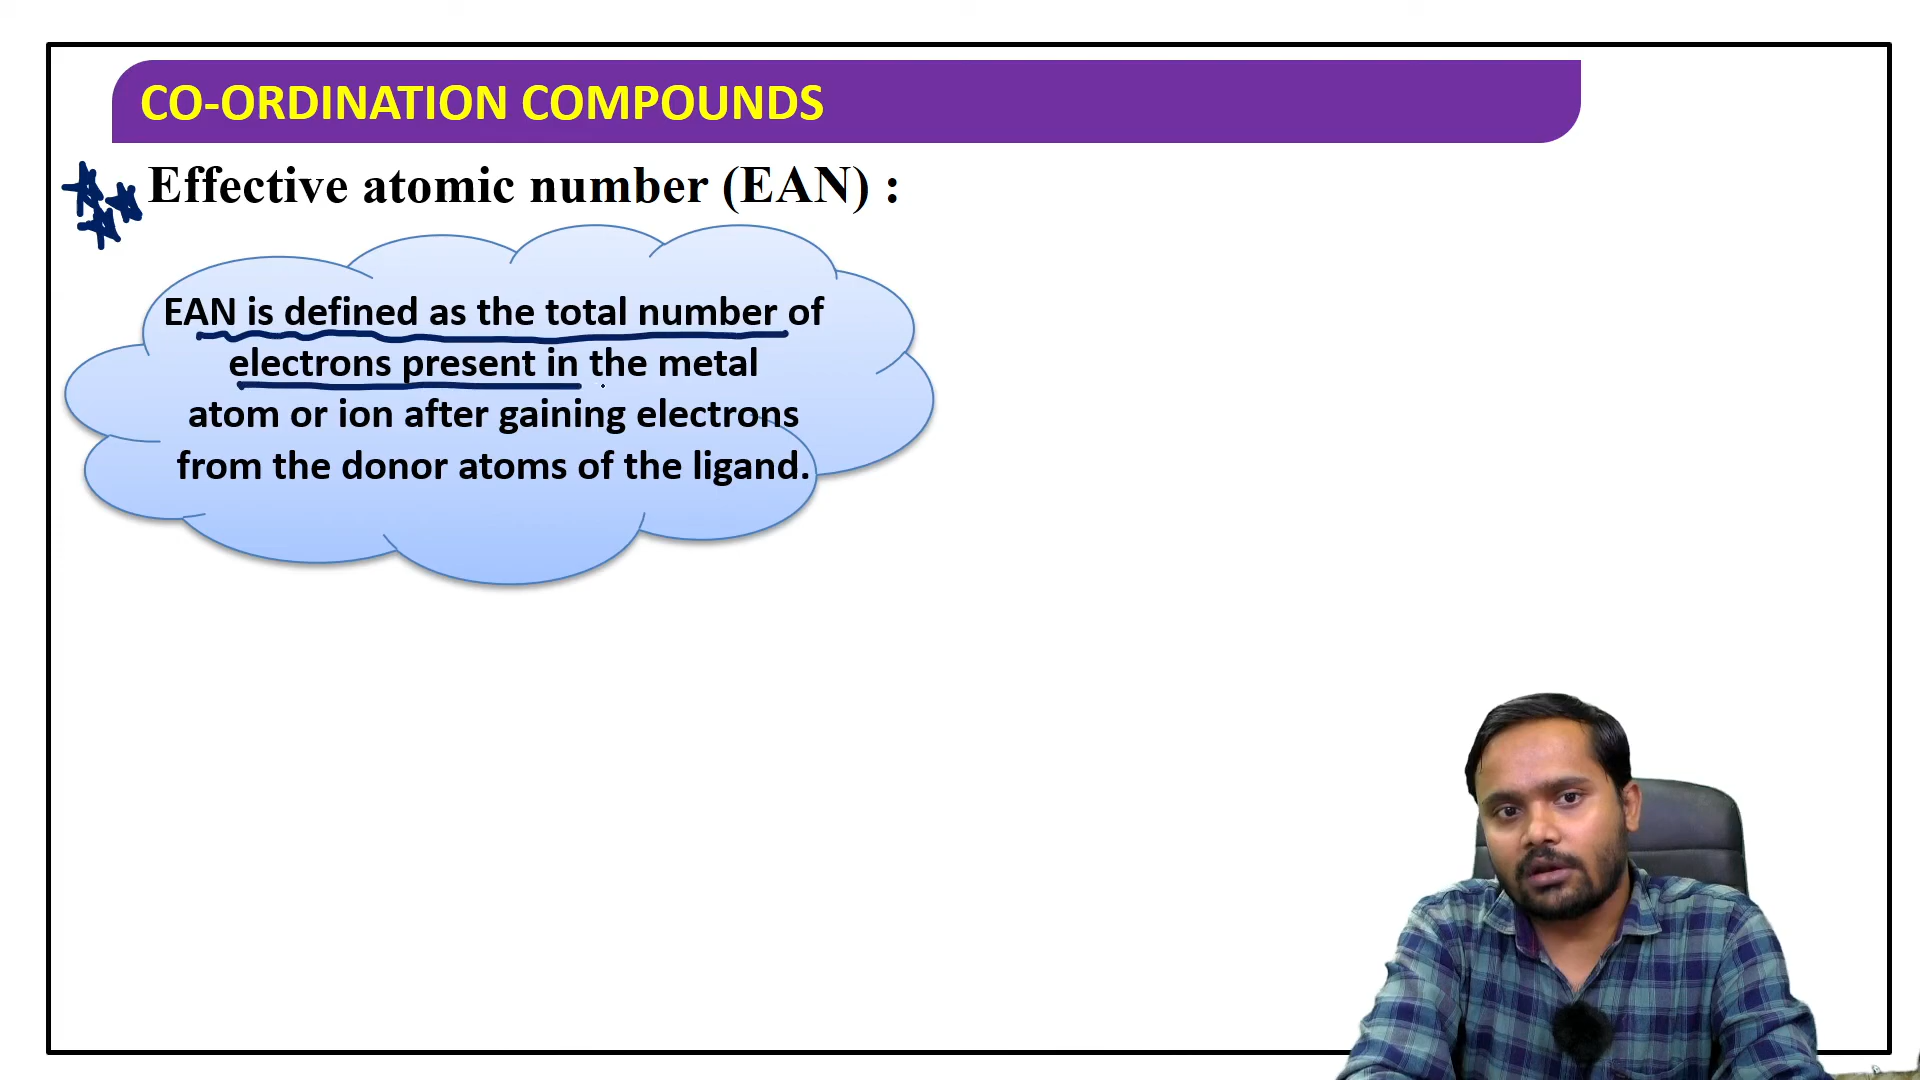 CO-ORDINATION COMPOUNDS
Effective atomic number (EAN) :
EAN is defined as the total number of
electrons present in the metal
atom or ion after gaining electrons
from the donor atoms of the ligand.